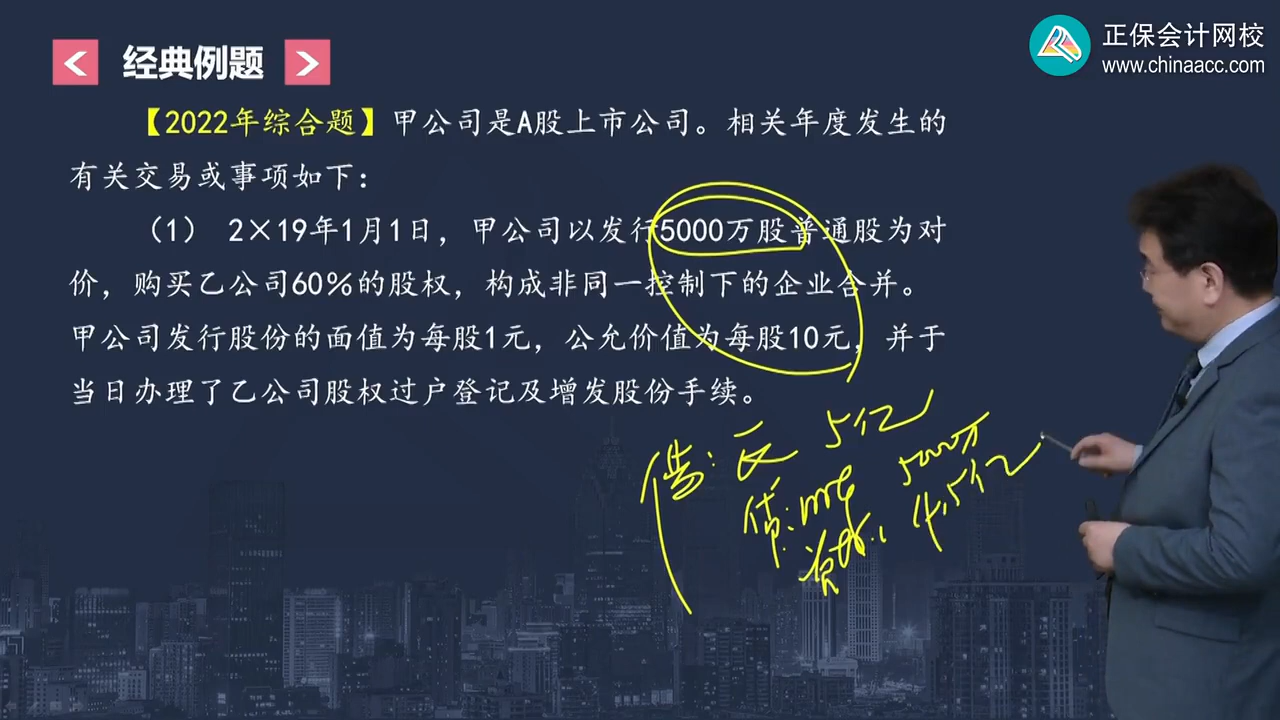 正保会计网校
www.chinaacc.com
经典例题
【2022年综合题】甲公司是A股上市公司。相关年度发生的
有关交易或事项如下：
（1） 2×19年1月1日，甲公司以发行5000万股普通股为对
价，购买乙公司60%的股权，构成非同一控制下的企业合并。
甲公司发行股份的面值为每股1元，公允价值为每股10元，并于
当日办理了乙公司股权过户登记及增发股份手续。
借：长 5亿
贷： 5000万
4.5亿